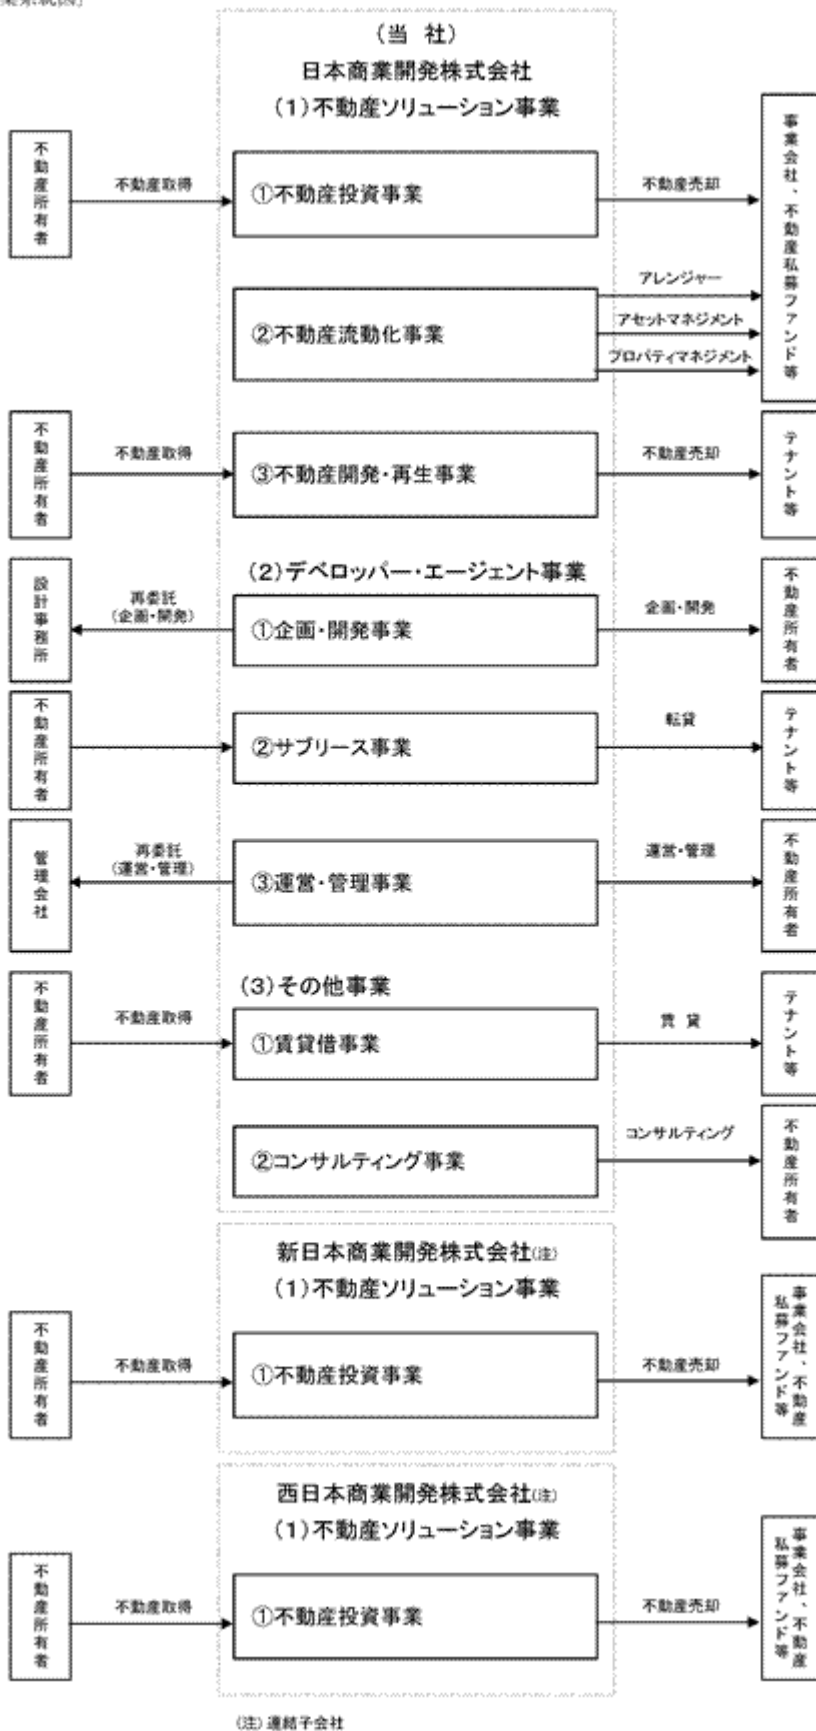 (当 社)
日本商業開発株式会社
(1)不動産ソリューション事業
不動産所有者
不動産取得
①不動産投資事業
不動産売却
事業会社、不動産私募ファンド等
②不動産流動化事業
アレンジャー
アセットマネジメント
プロパティマネジメント
不動産所有者
不動産取得
③不動産開発・再生事業
不動産売却
テナント等
(2)デベロッパー・エージェント事業
設計事務所
再委託
(企画・開発)
①企画・開発事業
企画・開発
不動産所有者
不動産所有者
②サブリース事業
転貸
テナント等
管理会社
再委託
(運営・管理)
③運営・管理事業
運営・管理
不動産所有者
(3)その他事業
不動産所有者
不動産取得
①賃貸借事業
賃 貸
テナント等
②コンサルティング事業
コンサルティング
不動産所有者
新日本商業開発株式会社(注)
(1)不動産ソリューション事業
不動産所有者
不動産取得
①不動産投資事業
不動産売却
事業会社、不動産
私募ファンド等
西日本商業開発株式会社(注)
(1)不動産ソリューション事業
不動産所有者
不動産取得
①不動産投資事業
不動産売却
事業会社、不動産
私募ファンド等
(注) 連結子会社